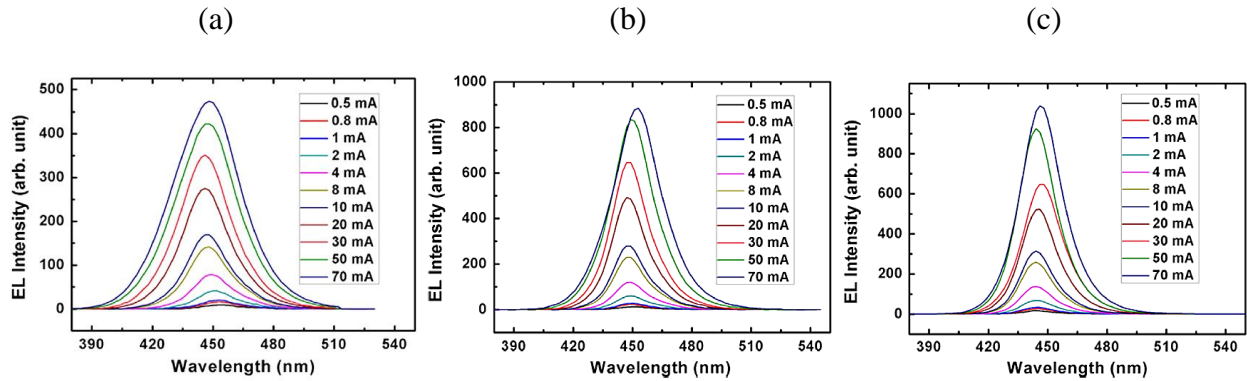 (a)
(b)
(c)
EL Intensity (arb. unit)
500
400
300
200
100
0
390
420
450
480
510
540
Wavelength (nm)
0.5 mA
0.8 mA
1 mA
2 mA
4 mA
8 mA
10 mA
20 mA
30 mA
50 mA
70 mA
EL Intensity (arb. unit)
1000
800
600
400
200
0
390
420
450
480
510
540
Wavelength (nm)
0.5 mA
0.8 mA
1 mA
2 mA
4 mA
8 mA
10 mA
20 mA
30 mA
50 mA
70 mA
EL Intensity (arb. unit)
1000
800
600
400
200
0
390
420
450
480
510
540
Wavelength (nm)
0.5 mA
0.8 mA
1 mA
2 mA
4 mA
8 mA
10 mA
20 mA
30 mA
50 mA
70 mA